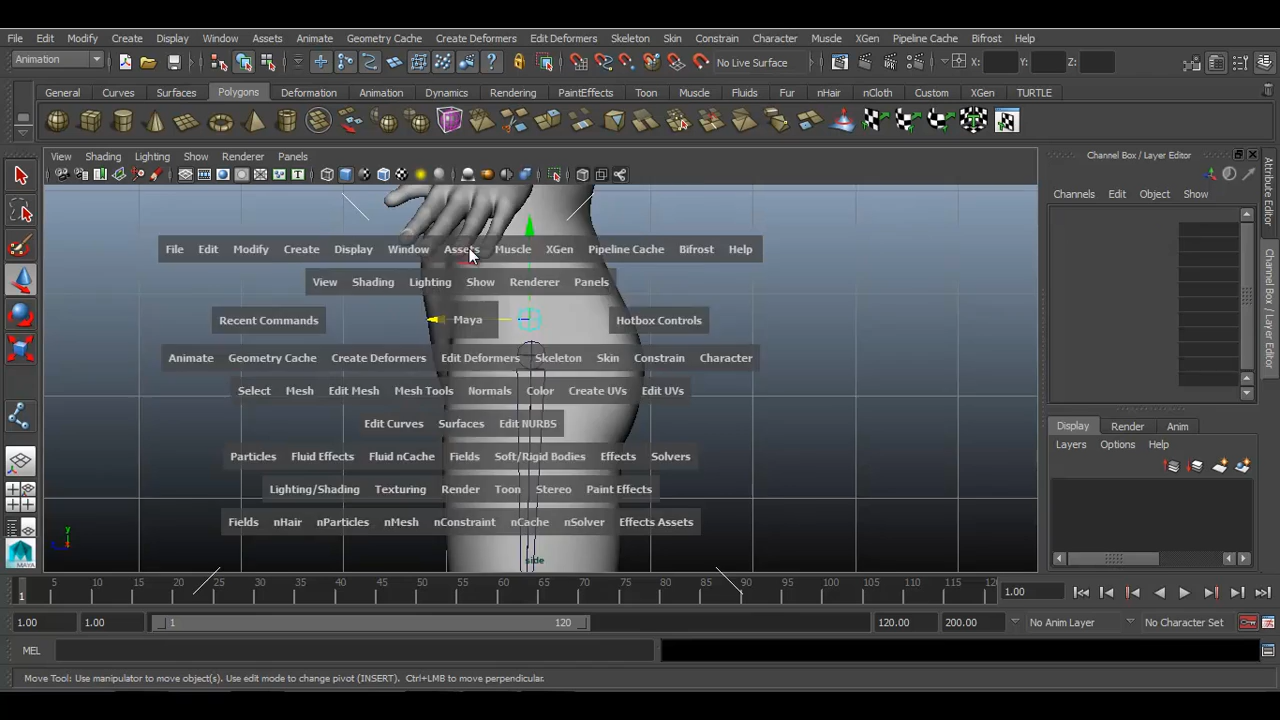 File Edit Modify Create Display Window Assets Animate Geometry Cache Create Deformers Edit Deformers Skeleton Skin Constrain Character Muscle XGen Pipeline Cache Bifrost Help
Animation No Live Surface X: Y: Z:
General Curves Surfaces Polygons Deformation Animation Dynamics Rendering PaintEffects Toon Muscle Fluids Fur nHair nCloth Custom XGen TURTLE
View Shading Lighting Show Renderer Panels
Channel Box / Layer Editor
Channels Edit Object Show
Attribute Editor
Channel Box / Layer Editor
File Edit Modify Create Display Window Assets Muscle XGen Pipeline Cache Bifrost Help
View Shading Lighting Show Renderer Panels
Recent Commands Maya Hotbox Controls
Animate Geometry Cache Create Deformers Edit Deformers Skeleton Skin Constrain Character
Select Mesh Edit Mesh Mesh Tools Normals Color Create UVs Edit UVs
Edit Curves Surfaces Edit NURBS
Particles Fluid Effects Fluid nCache Fields Soft/Rigid Bodies Effects Solvers
Lighting/Shading Texturing Render Toon Stereo Paint Effects
Fields nHair nParticles nMesh nConstraint nCache nSolver Effects Assets
Display Render Anim
Layers Options Help
y
side
MAYA
1 5 10 15 20 25 30 35 40 45 50 55 60 65 70 75 80 85 90 95 100 105 110 115 12
1.00
1.00 1.00 1 120 120.00 200.00 No Anim Layer No Character Set
MEL
Move Tool: Use manipulator to move object(s). Use edit mode to change pivot (INSERT). Ctrl+LMB to move perpendicular.